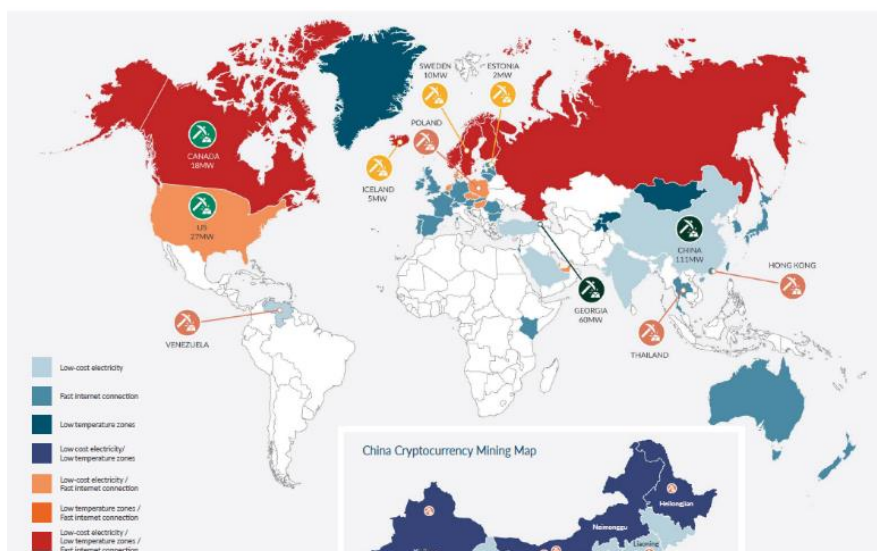 SWEDEN
10MW
ESTONIA
2MW
POLAND
CANADA
18MW
ICELAND
5MW
US
27MW
CHINA
111MW
HONG KONG
GEORGIA
60MW
VENEZUELA
THAILAND
Low-cost electricity
Fast internet connection
Low temperature zones
Low cost electricity/
Low temperature zones
Low-cost electricity /
Fast internet connection
Low temperature zones /
Fast internet connection
Low-cost electricity /
Low temperature zones /
Fast internet connection
China Cryptocurrency Mining Map
Heilongjian
Neimenggu
Liaoning